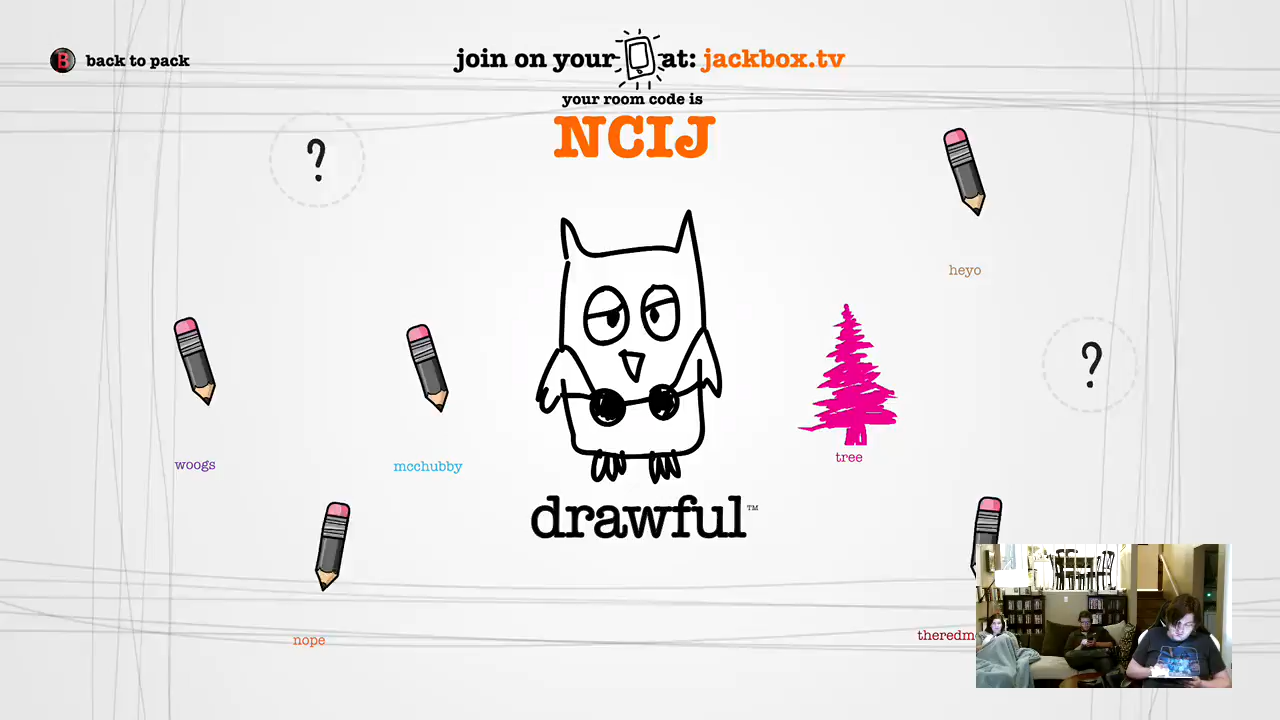 B back to pack
join on your at: jackbox.tv
your room code is
NCIJ
?
heyo
?
woogs
mcchubby
tree
drawful™
nope